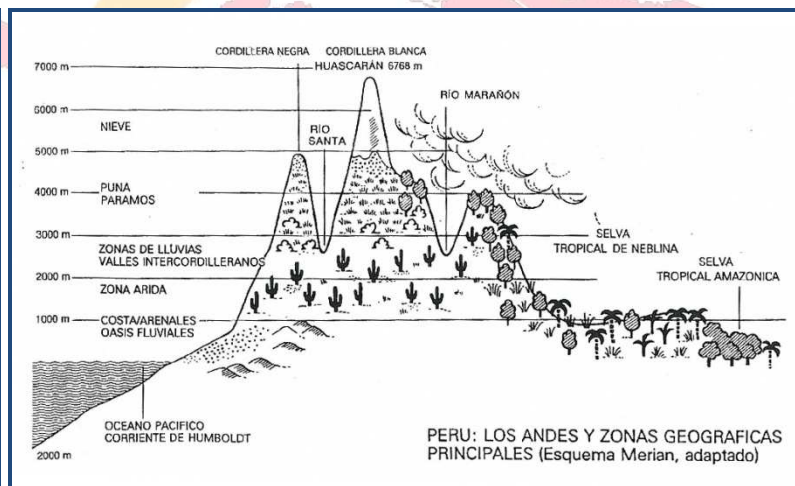 CORDILLERA NEGRA
CORDILLERA BLANCA
HUASCARÁN 6768 m
7000 m
6000 m
RÍO MARAÑÓN
NIEVE
RÍO
SANTA
5000 m
PUNA
PARAMOS
4000 m
SELVA
TROPICAL DE NEBLINA
3000 m
ZONAS DE LLUVIAS
VALLES INTERCORDILLERANOS
SELVA
TROPICAL AMAZONICA
2000 m
ZONA ARIDA
1000 m
COSTA/ARENALES
OASIS FLUVIALES
OCEANO PACIFICO
CORRIENTE DE HUMBOLDT
2000 m
PERU: LOS ANDES Y ZONAS GEOGRAFICAS
PRINCIPALES (Esquema Merian, adaptado)